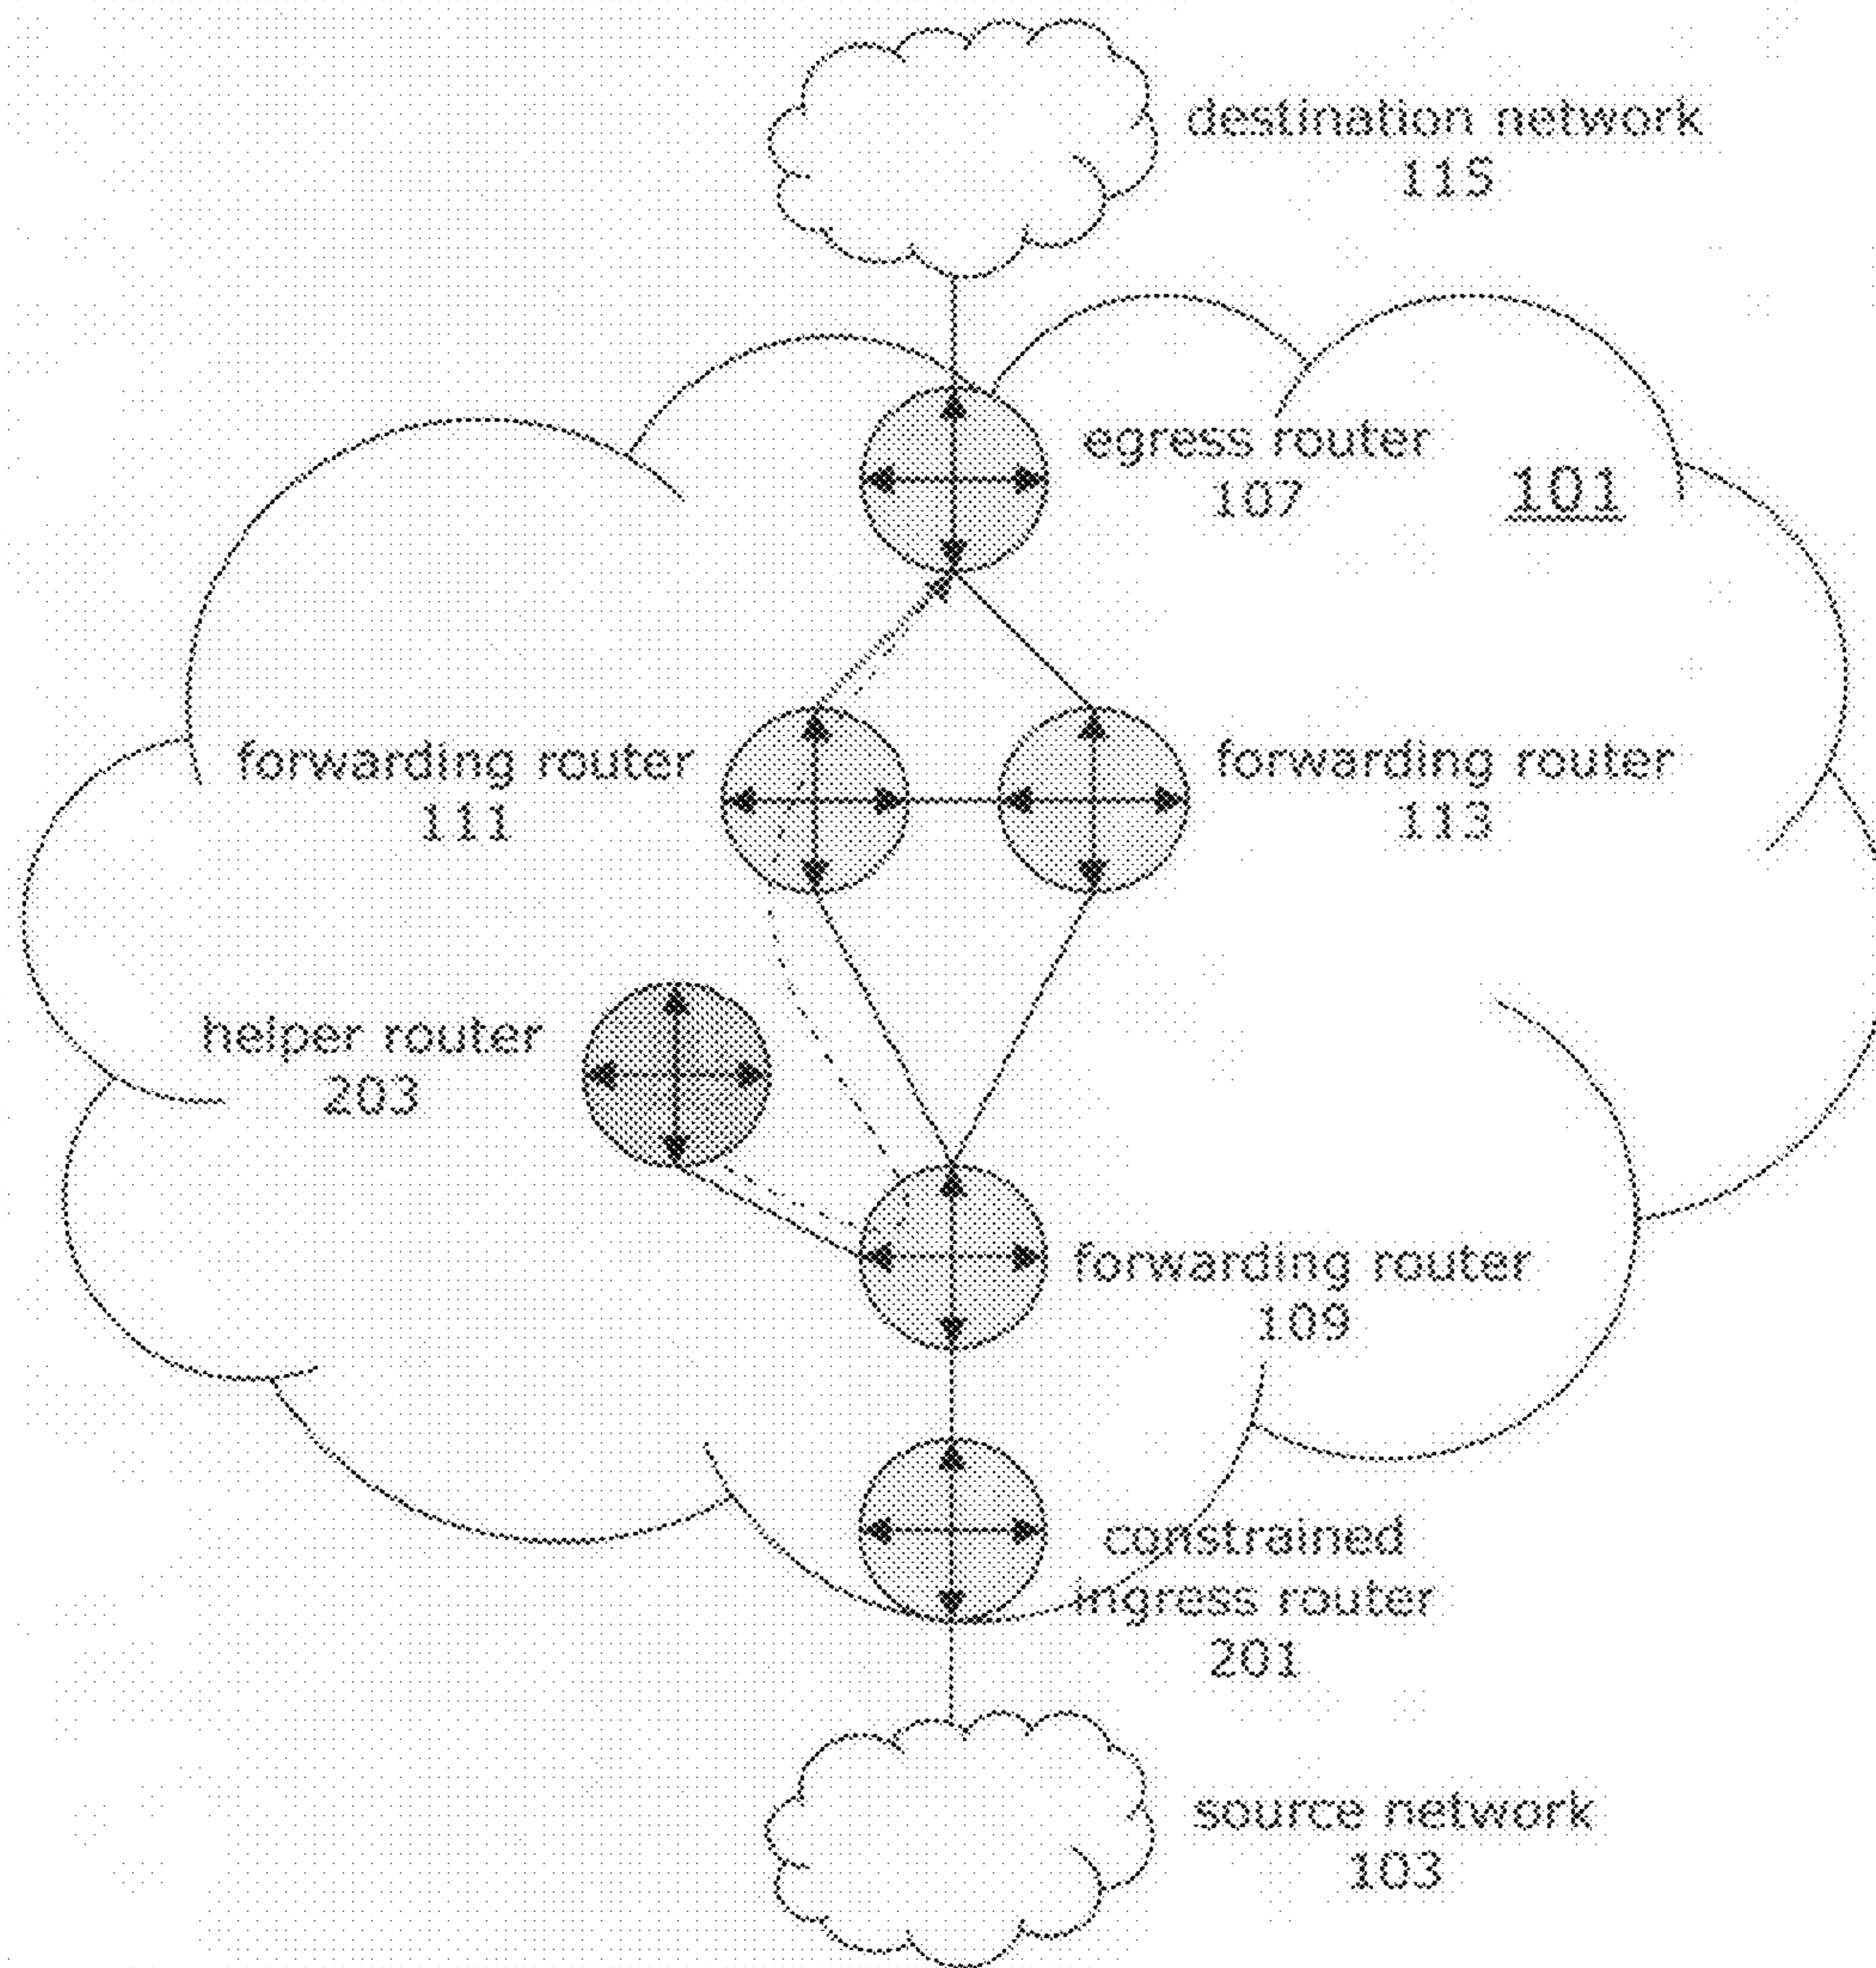 destination network
115
egress router
107
101
forwarding router
111
forwarding router
113
helper router
203
forwarding router
109
constrained
ingress router
201
source network
103